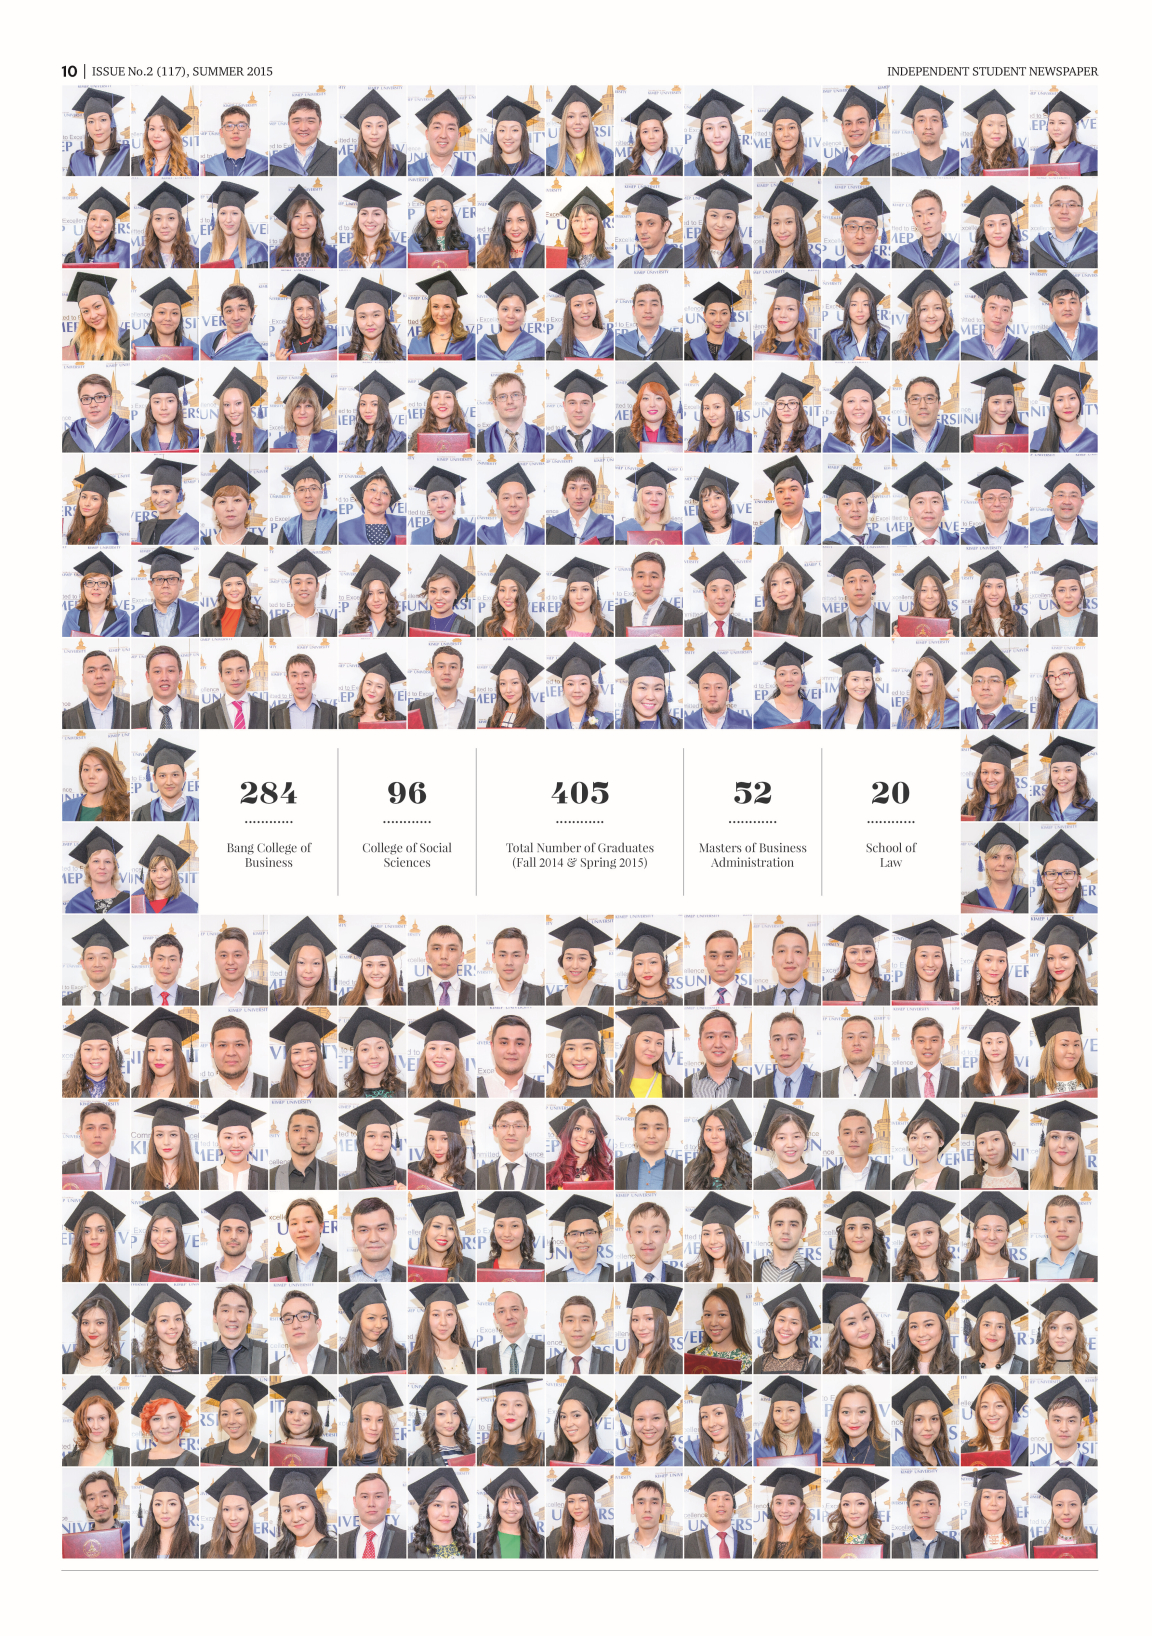 10 | ISSUE No.2 (117), SUMMER 2015
INDEPENDENT STUDENT NEWSPAPER
284
Bang College of
Business
96
College of Social
Sciences
405
Total Number of Graduates
(Fall 2014 & Spring 2015)
52
Masters of Business
Administration
20
School of
Law